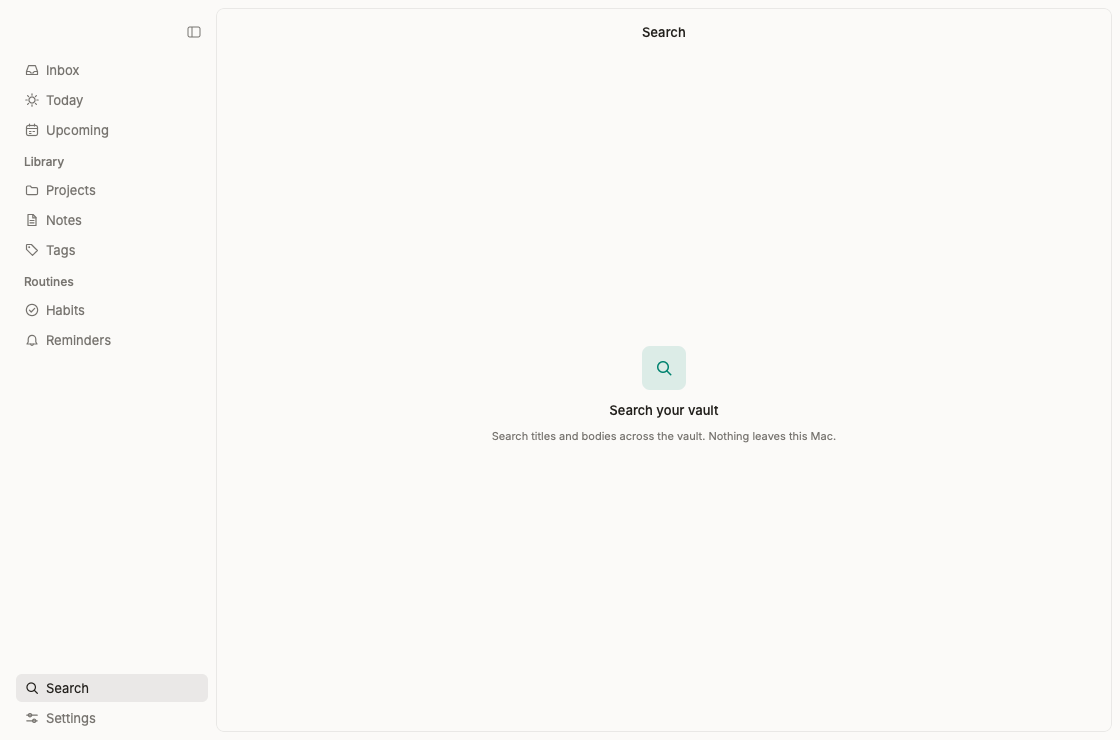 Search
Inbox
Today
Upcoming
Library
Projects
Notes
Tags
Routines
Habits
Reminders
Search your vault
Search titles and bodies across the vault. Nothing leaves this Mac.
Search
Settings